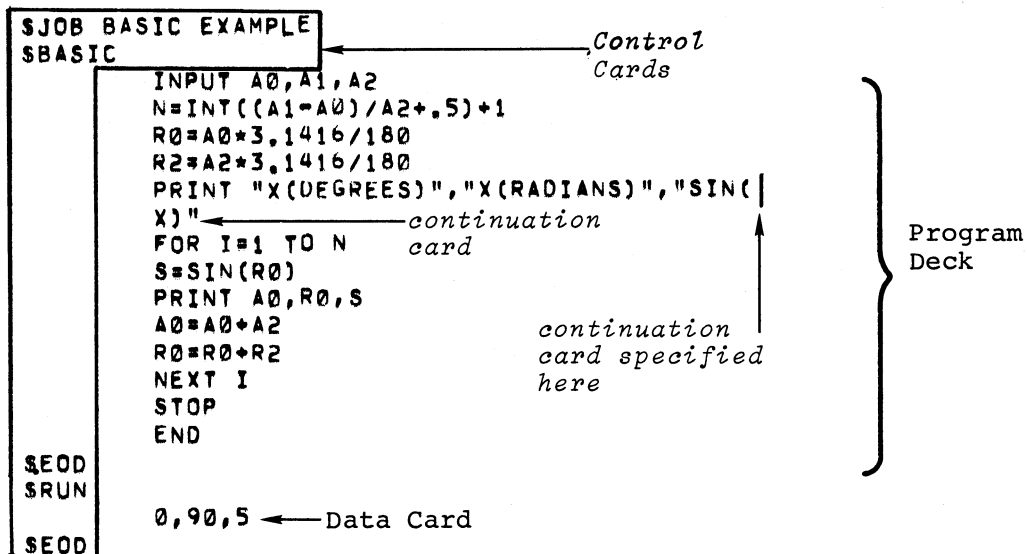 $JOB BASIC EXAMPLE
$BASIC
Control
Cards
INPUT A0,A1,A2
N=INT((A1-A0)/A2+.5)+1
R0=A0*3.1416/180
R2=A2*3.1416/180
PRINT "X(DEGREES)","X(RADIANS)","SIN(
X)"
continuation
card
FOR I=1 TO N
S=SIN(R0)
PRINT A0,R0,S
A0=A0+A2
R0=R0+R2
NEXT I
STOP
END
continuation
card specified
here
Program
Deck
$EOD
$RUN
0,90,5
Data Card
$EOD